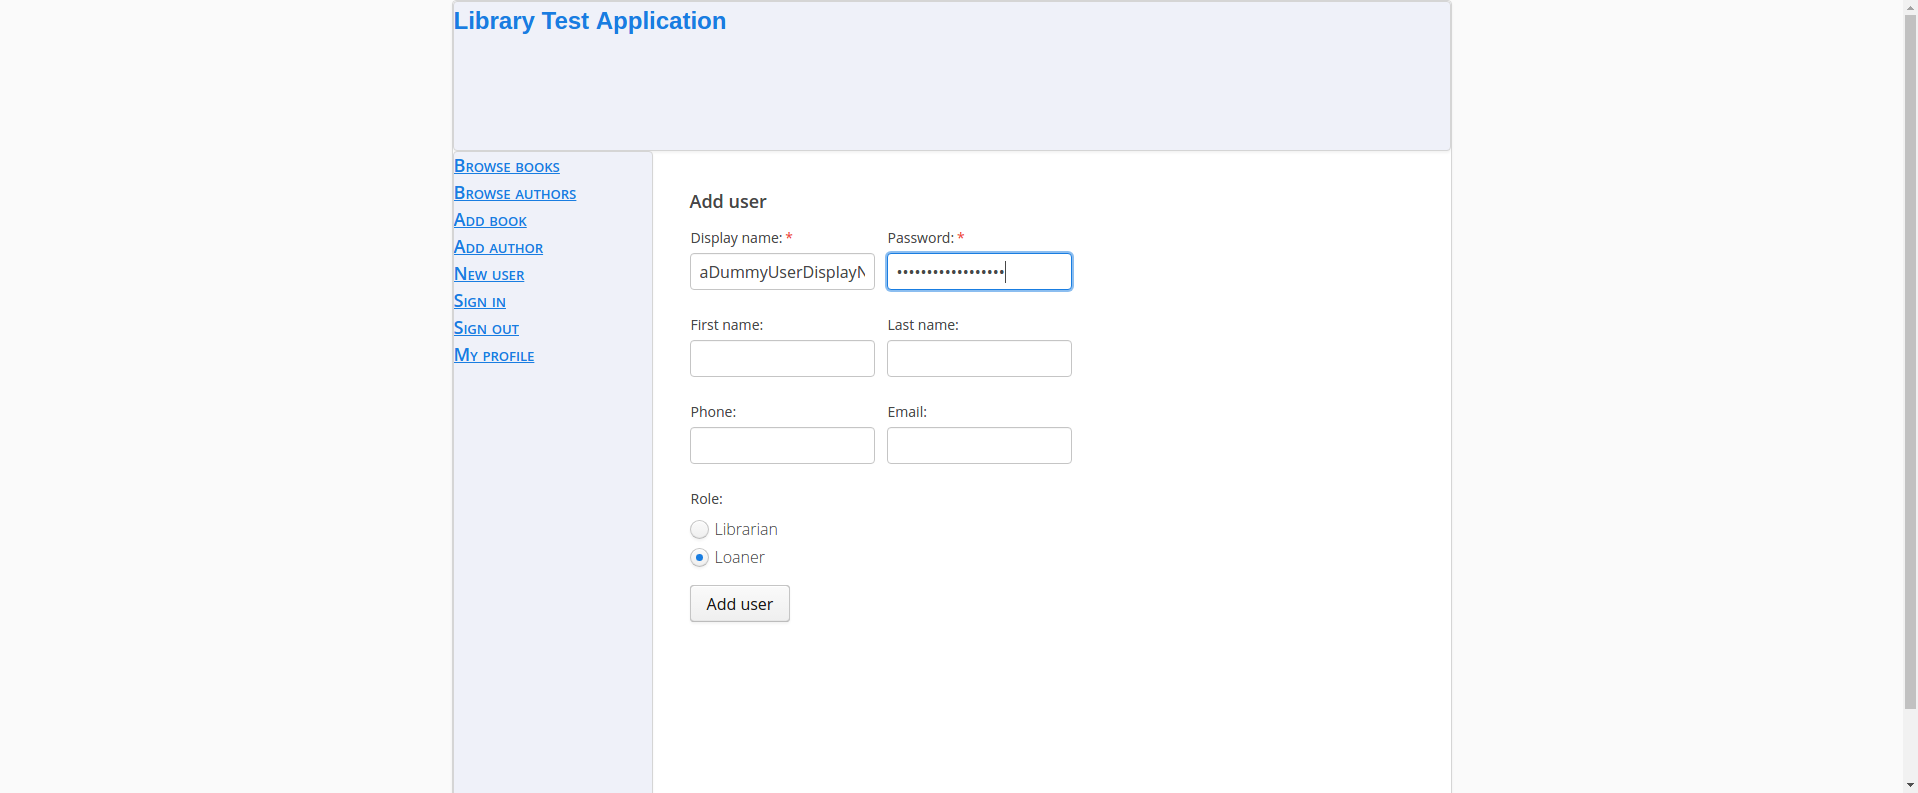 Library Test Application
Browse books
Browse authors
Add book
Add author
New user
Sign in
Sign out
My profile
Add user
Display name: * Password: *
aDummyUserDisplayN ••••••••••••••••••
First name: Last name:
Phone: Email:
Role:
Librarian
Loaner
Add user